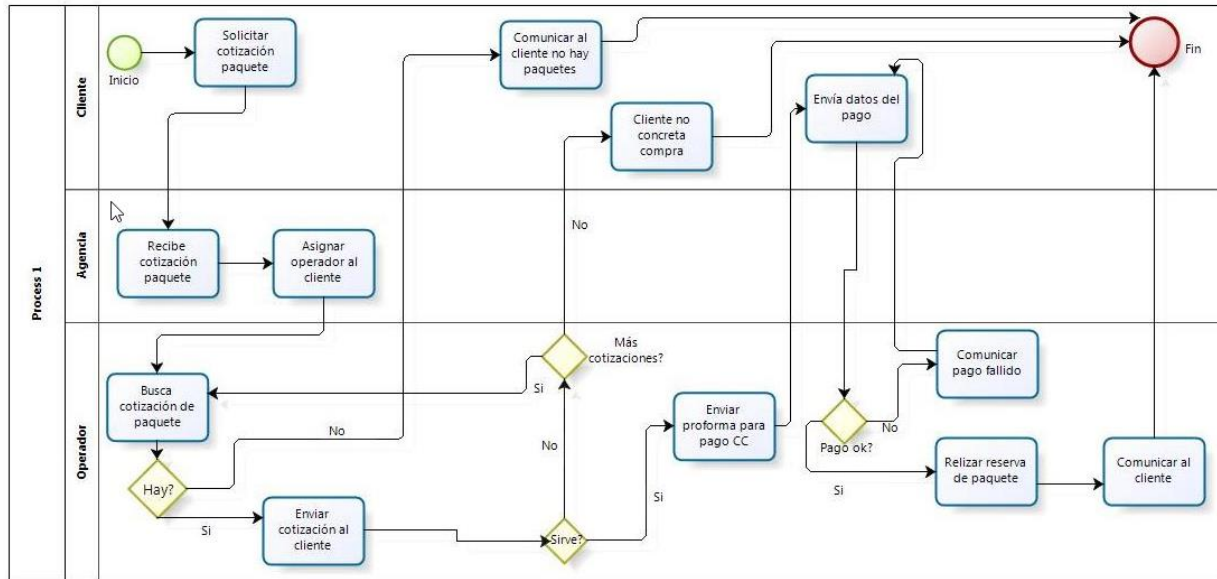 Process 1
Cliente
Inicio
Solicitar
cotización
paquete
Comunicar al
cliente no hay
paquetes
Cliente no
concreta
compra
Envía datos del
pago
Fin
Agencia
Recibe
cotización
paquete
Asignar
operador al
cliente
No
Operador
Busca
cotización de
paquete
Hay?
No
Si
Enviar
cotización al
cliente
Sirve?
No
Si
Más
cotizaciones?
Si
Enviar
proforma para
pago CC
Pago ok?
No
Si
Comunicar
pago fallido
Relizar reserva
de paquete
Comunicar al
cliente